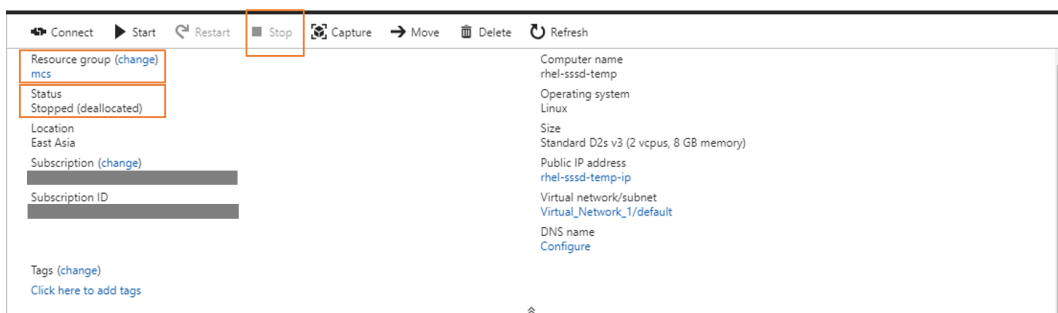 Connect Start Restart Stop Capture Move Delete Refresh
Resource group (change)
mcs
Status
Stopped (deallocated)
Location
East Asia
Subscription (change)
Subscription ID
Tags (change)
Click here to add tags
Computer name
rhel-sssd-temp
Operating system
Linux
Size
Standard D2s v3 (2 vcpus, 8 GB memory)
Public IP address
rhel-sssd-temp-ip
Virtual network/subnet
Virtual_Network_1/default
DNS name
Configure